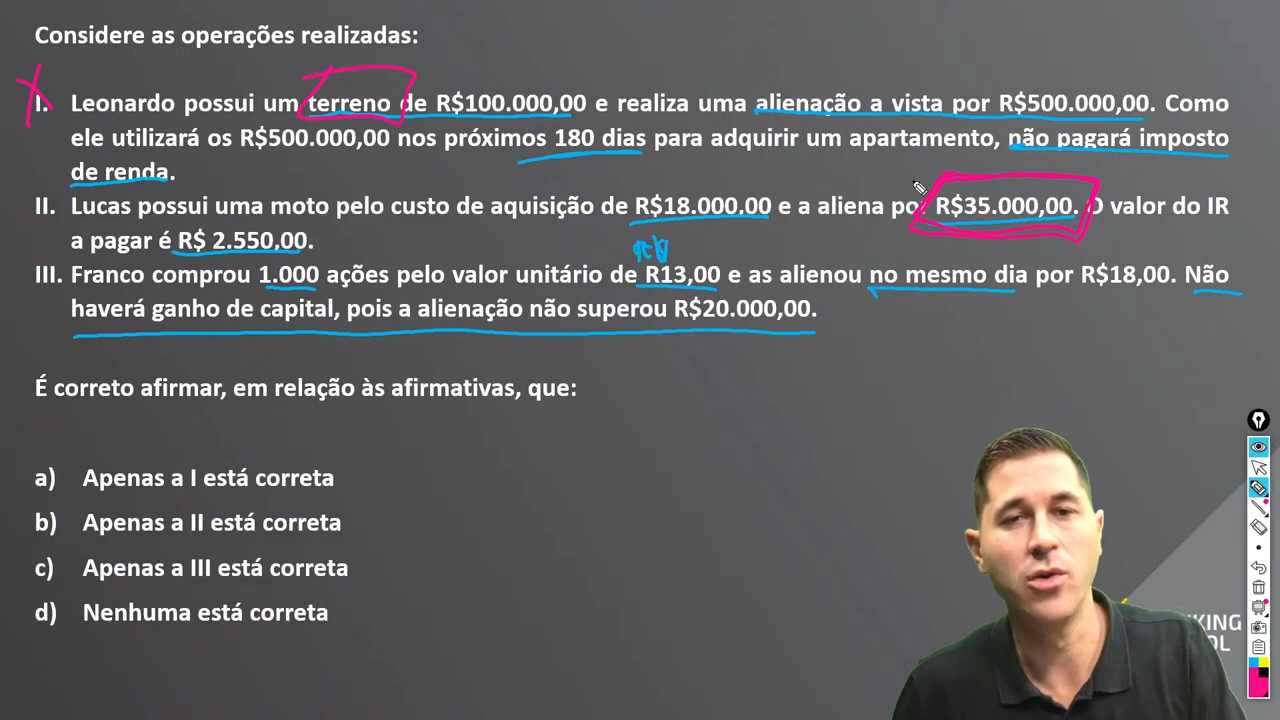 Considere as operações realizadas:
I. Leonardo possui um terreno de R$100.000,00 e realiza uma alienação a vista por R$500.000,00. Como
ele utilizará os R$500.000,00 nos próximos 180 dias para adquirir um apartamento, não pagará imposto
de renda.
II. Lucas possui uma moto pelo custo de aquisição de R$18.000,00 e a aliena por R$35.000,00. O valor do IR
a pagar é R$ 2.550,00.
III. Franco comprou 1.000 ações pelo valor unitário de R13,00 e as alienou no mesmo dia por R$18,00. Não
haverá ganho de capital, pois a alienação não superou R$20.000,00.
É correto afirmar, em relação às afirmativas, que:
a) Apenas a I está correta
b) Apenas a II está correta
c) Apenas a III está correta
d) Nenhuma está correta
KING
OL